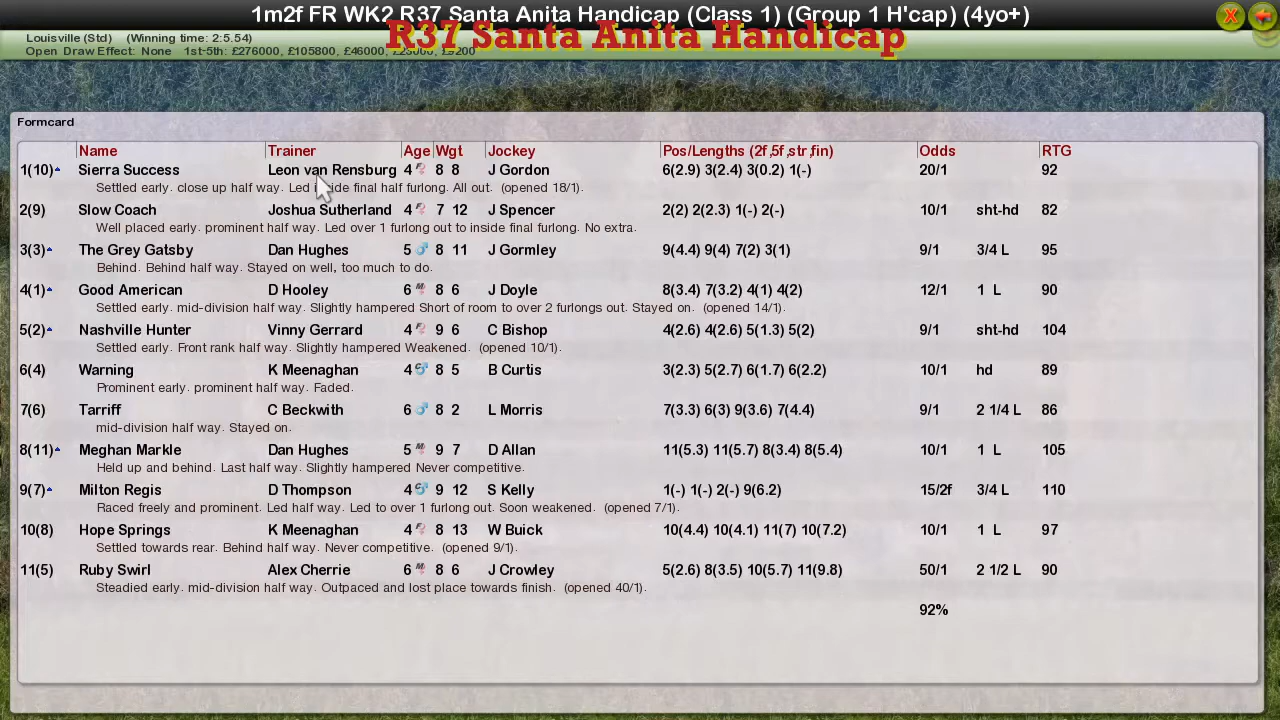 1m2f FR WK2 R37 Santa Anita Handicap (Class 1) (Group 1 H'cap) (4yo+)
R37 Santa Anita Handicap
Louisville (Std) (Winning time: 2:5.54)
Open Draw Effect: None 1st-5th: £276000, £105800, £46000, £23000, £9200
Formcard
Name Trainer Age Wgt Jockey Pos/Lengths (2f,5f,str,fin) Odds RTG
1(10) Sierra Success Leon van Rensburg 4 8 8 J Gordon 6(2.9) 3(2.4) 3(0.2) 1(-) 20/1 92
Settled early. close up half way. Led inside final half furlong. All out. (opened 18/1).
2(9) Slow Coach Joshua Sutherland 4 7 12 J Spencer 2(2) 2(2.3) 1(-) 2(-) 10/1 sht-hd 82
Well placed early. prominent half way. Led over 1 furlong out to inside final furlong. No extra.
3(3) The Grey Gatsby Dan Hughes 5 8 11 J Gormley 9(4.4) 9(4) 7(2) 3(1) 9/1 3/4 L 95
Behind. Behind half way. Stayed on well, too much to do.
4(1) Good American D Hooley 6 8 6 J Doyle 8(3.4) 7(3.2) 4(1) 4(2) 12/1 1 L 90
Settled early. mid-division half way. Slightly hampered Short of room to over 2 furlongs out. Stayed on. (opened 14/1).
5(2) Nashville Hunter Vinny Gerrard 4 9 6 C Bishop 4(2.6) 4(2.6) 5(1.3) 5(2) 9/1 sht-hd 104
Settled early. Front rank half way. Slightly hampered Weakened. (opened 10/1).
6(4) Warning K Meenaghan 4 8 5 B Curtis 3(2.3) 5(2.7) 6(1.7) 6(2.2) 10/1 hd 89
Prominent early. prominent half way. Faded.
7(6) Tarriff C Beckwith 6 8 2 L Morris 7(3.3) 6(3) 9(3.6) 7(4.4) 9/1 2 1/4 L 86
mid-division half way. Stayed on.
8(11) Meghan Markle Dan Hughes 5 9 7 D Allan 11(5.3) 11(5.7) 8(3.4) 8(5.4) 10/1 1 L 105
Held up and behind. Last half way. Slightly hampered Never competitive.
9(7) Milton Regis D Thompson 4 9 12 S Kelly 1(-) 1(-) 2(-) 9(6.2) 15/2f 3/4 L 110
Raced freely and prominent. Led half way. Led to over 1 furlong out. Soon weakened. (opened 7/1).
10(8) Hope Springs K Meenaghan 4 8 13 W Buick 10(4.4) 10(4.1) 11(7) 10(7.2) 10/1 1 L 97
Settled towards rear. Behind half way. Never competitive. (opened 9/1).
11(5) Ruby Swirl Alex Cherrie 6 8 6 J Crowley 5(2.6) 8(3.5) 10(5.7) 11(9.8) 50/1 2 1/2 L 90
Steadied early. mid-division half way. Outpaced and lost place towards finish. (opened 40/1).
92%